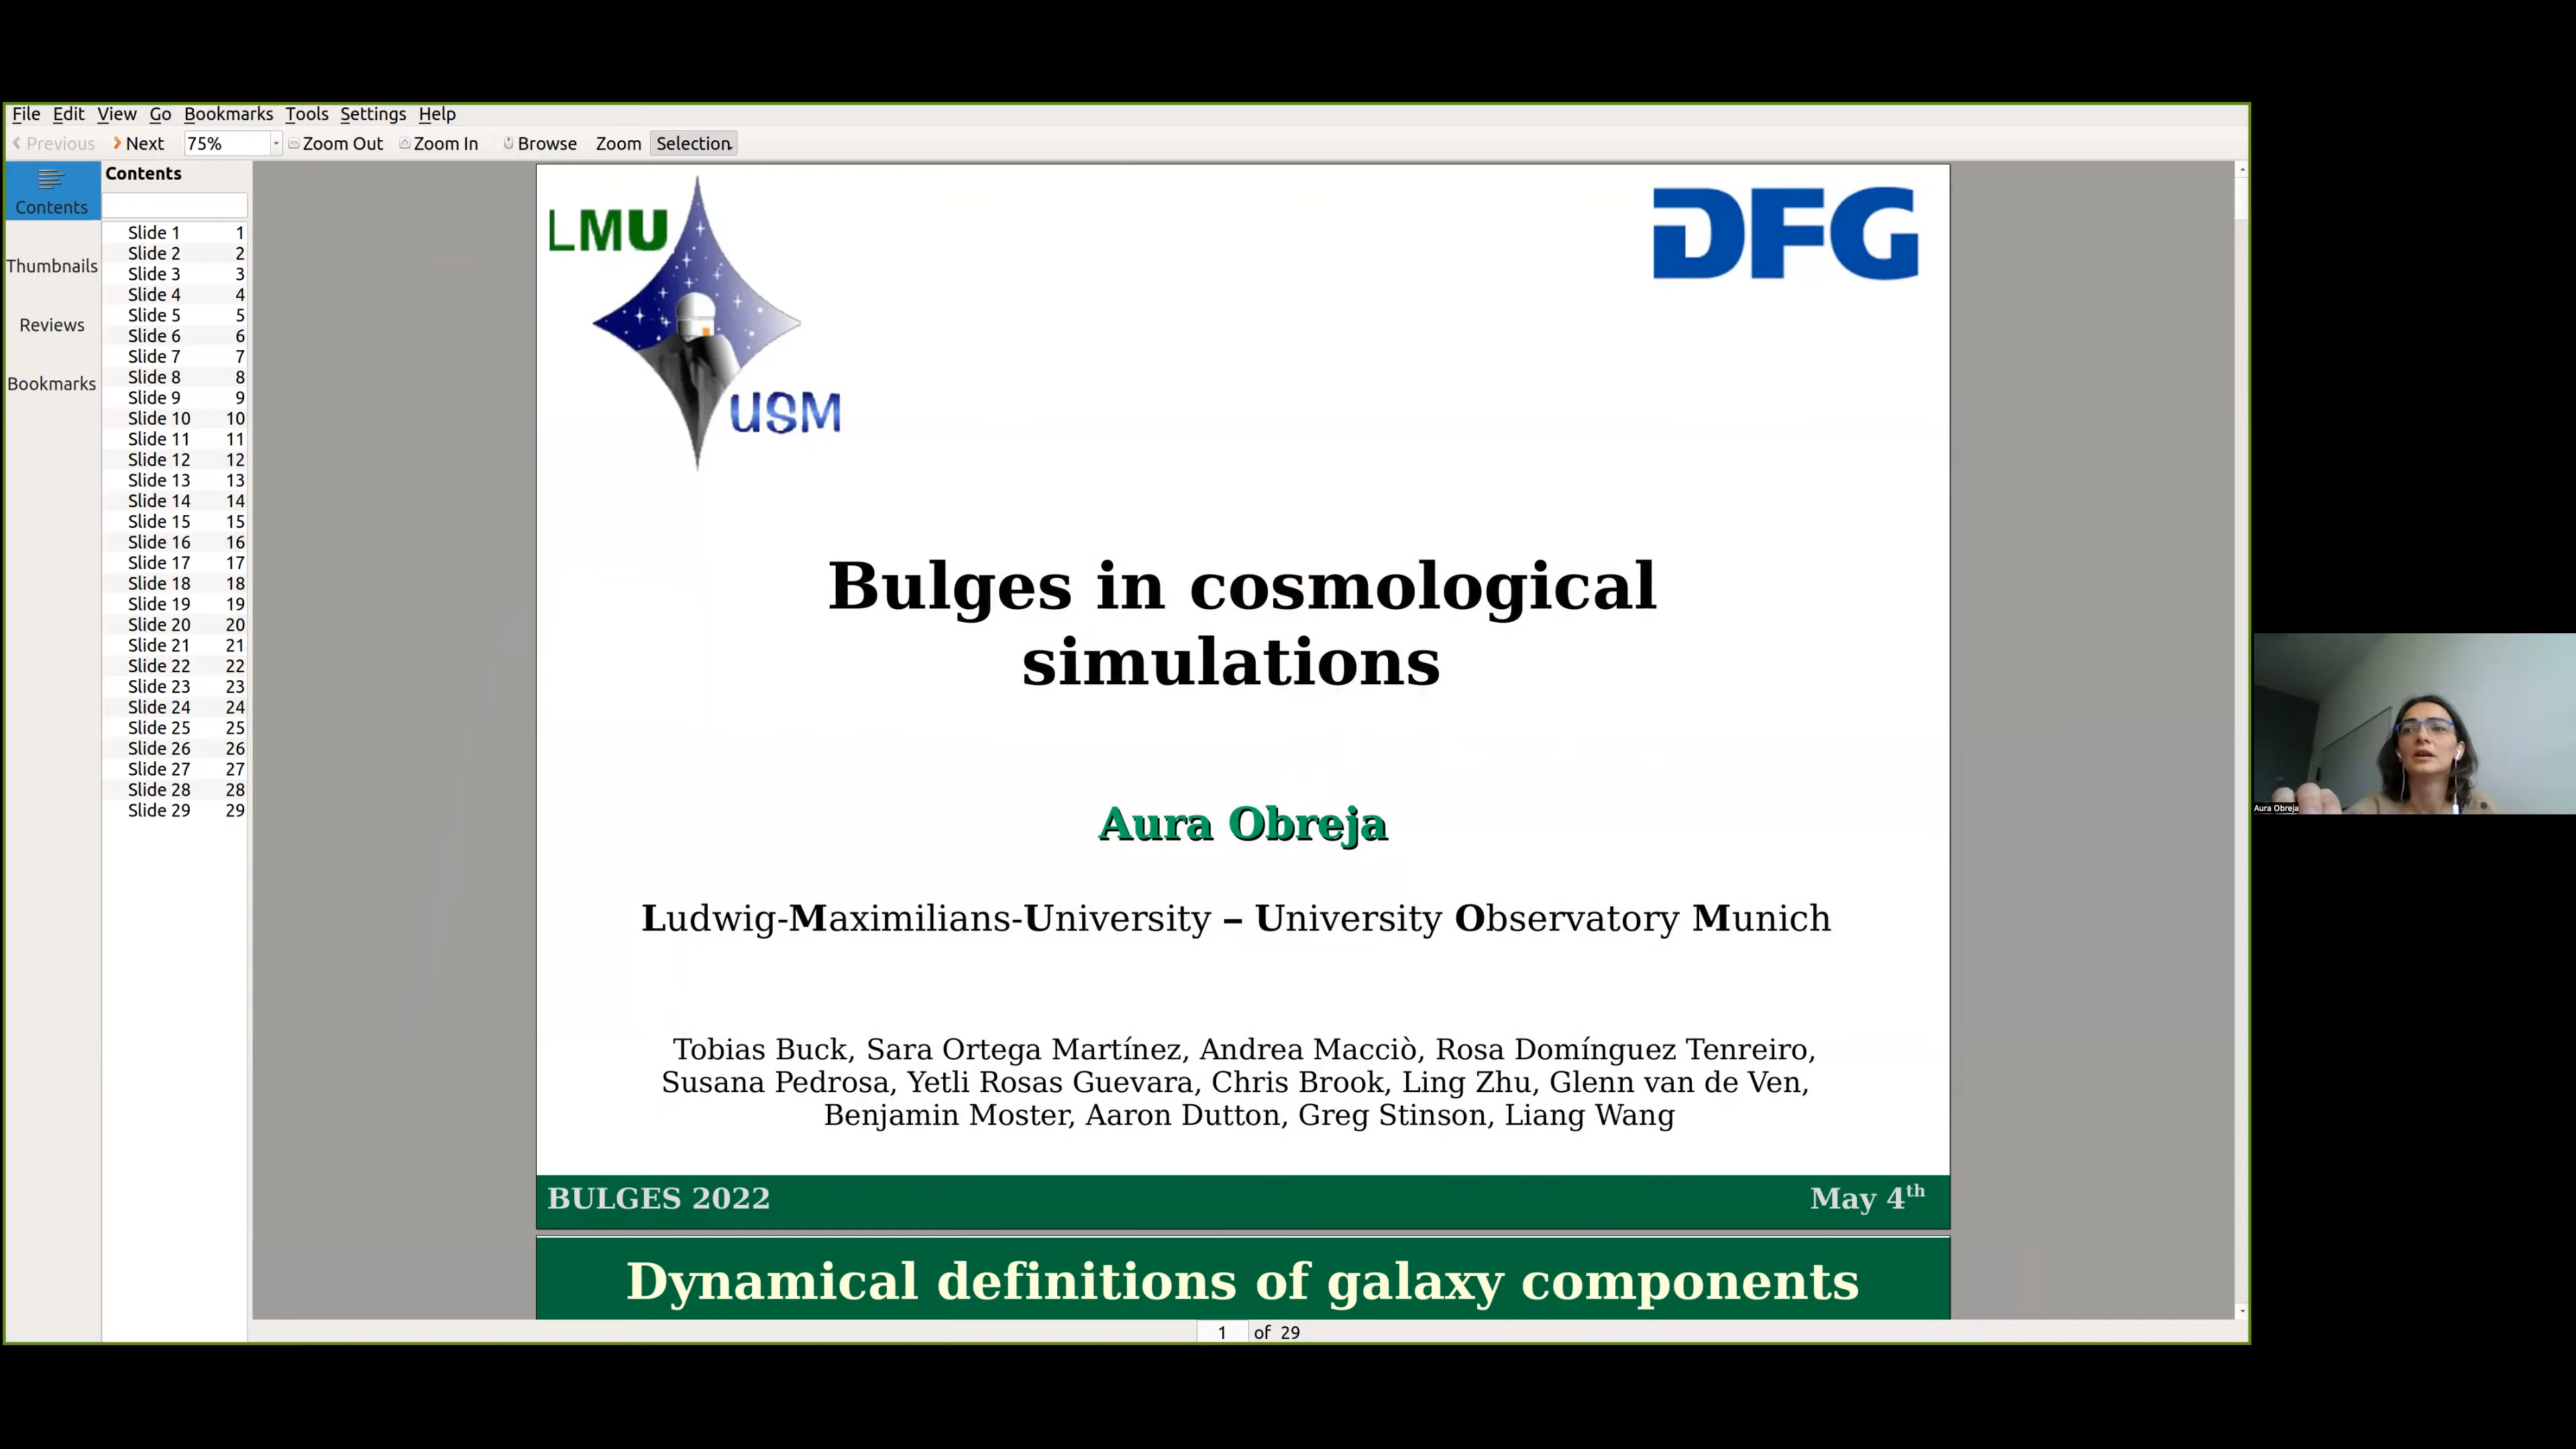 File Edit View Go Bookmarks Tools Settings Help
Previous Next 75% Zoom Out Zoom In Browse Zoom Selection
Contents
Thumbnails
Reviews
Bookmarks
Contents
Slide 1 1
Slide 2 2
Slide 3 3
Slide 4 4
Slide 5 5
Slide 6 6
Slide 7 7
Slide 8 8
Slide 9 9
Slide 10 10
Slide 11 11
Slide 12 12
Slide 13 13
Slide 14 14
Slide 15 15
Slide 16 16
Slide 17 17
Slide 18 18
Slide 19 19
Slide 20 20
Slide 21 21
Slide 22 22
Slide 23 23
Slide 24 24
Slide 25 25
Slide 26 26
Slide 27 27
Slide 28 28
Slide 29 29
LMU
USM
DFG
Bulges in cosmological
simulations
Aura Obreja
Ludwig-Maximilians-University – University Observatory Munich
Tobias Buck, Sara Ortega Martínez, Andrea Macciò, Rosa Domínguez Tenreiro,
Susana Pedrosa, Yetli Rosas Guevara, Chris Brook, Ling Zhu, Glenn van de Ven,
Benjamin Moster, Aaron Dutton, Greg Stinson, Liang Wang
BULGES 2022 May 4th
Dynamical definitions of galaxy components
1 of 29
Aura Obreja